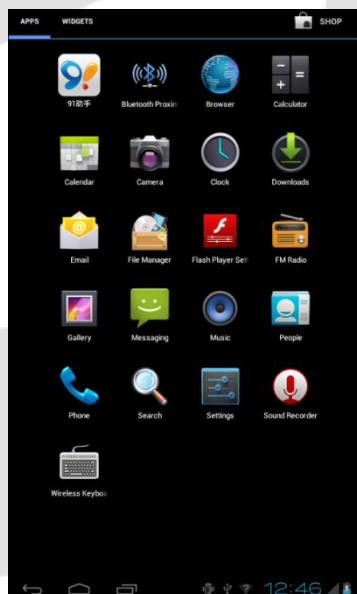 APPS WIDGETS SHOP
91助手 Bluetooth Proxin Browser Calculator
Calendar Camera Clock Downloads
Email File Manager Flash Player Set FM Radio
Gallery Messaging Music People
Phone Search Settings Sound Recorder
Wireless Keyboa
12:46